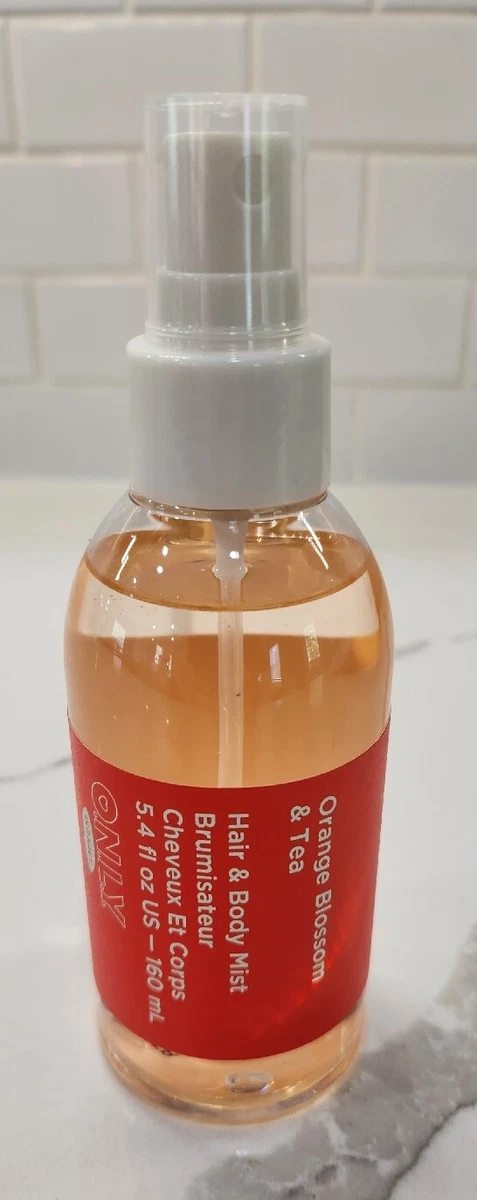 Orange Blossom
& Tea
Hair & Body Mist
Brumisateur
Cheveux Et Corps
5.4 fl oz US – 160 mL
ONLY